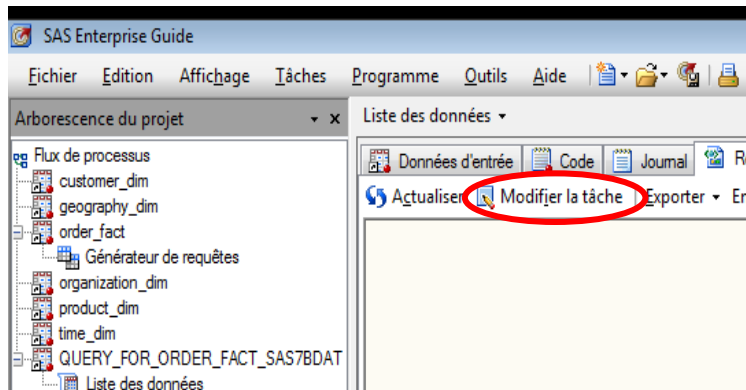 SAS Enterprise Guide
Fichier Edition Affichage Tâches Programme Outils Aide
Arborescence du projet
Liste des données
Flux de processus
customer_dim
geography_dim
order_fact
Générateur de requêtes
organization_dim
product_dim
time_dim
QUERY_FOR_ORDER_FACT_SAS7BDAT
Liste des données
Données d'entrée Code Journal
Actualiser Modifier la tâche Exporter